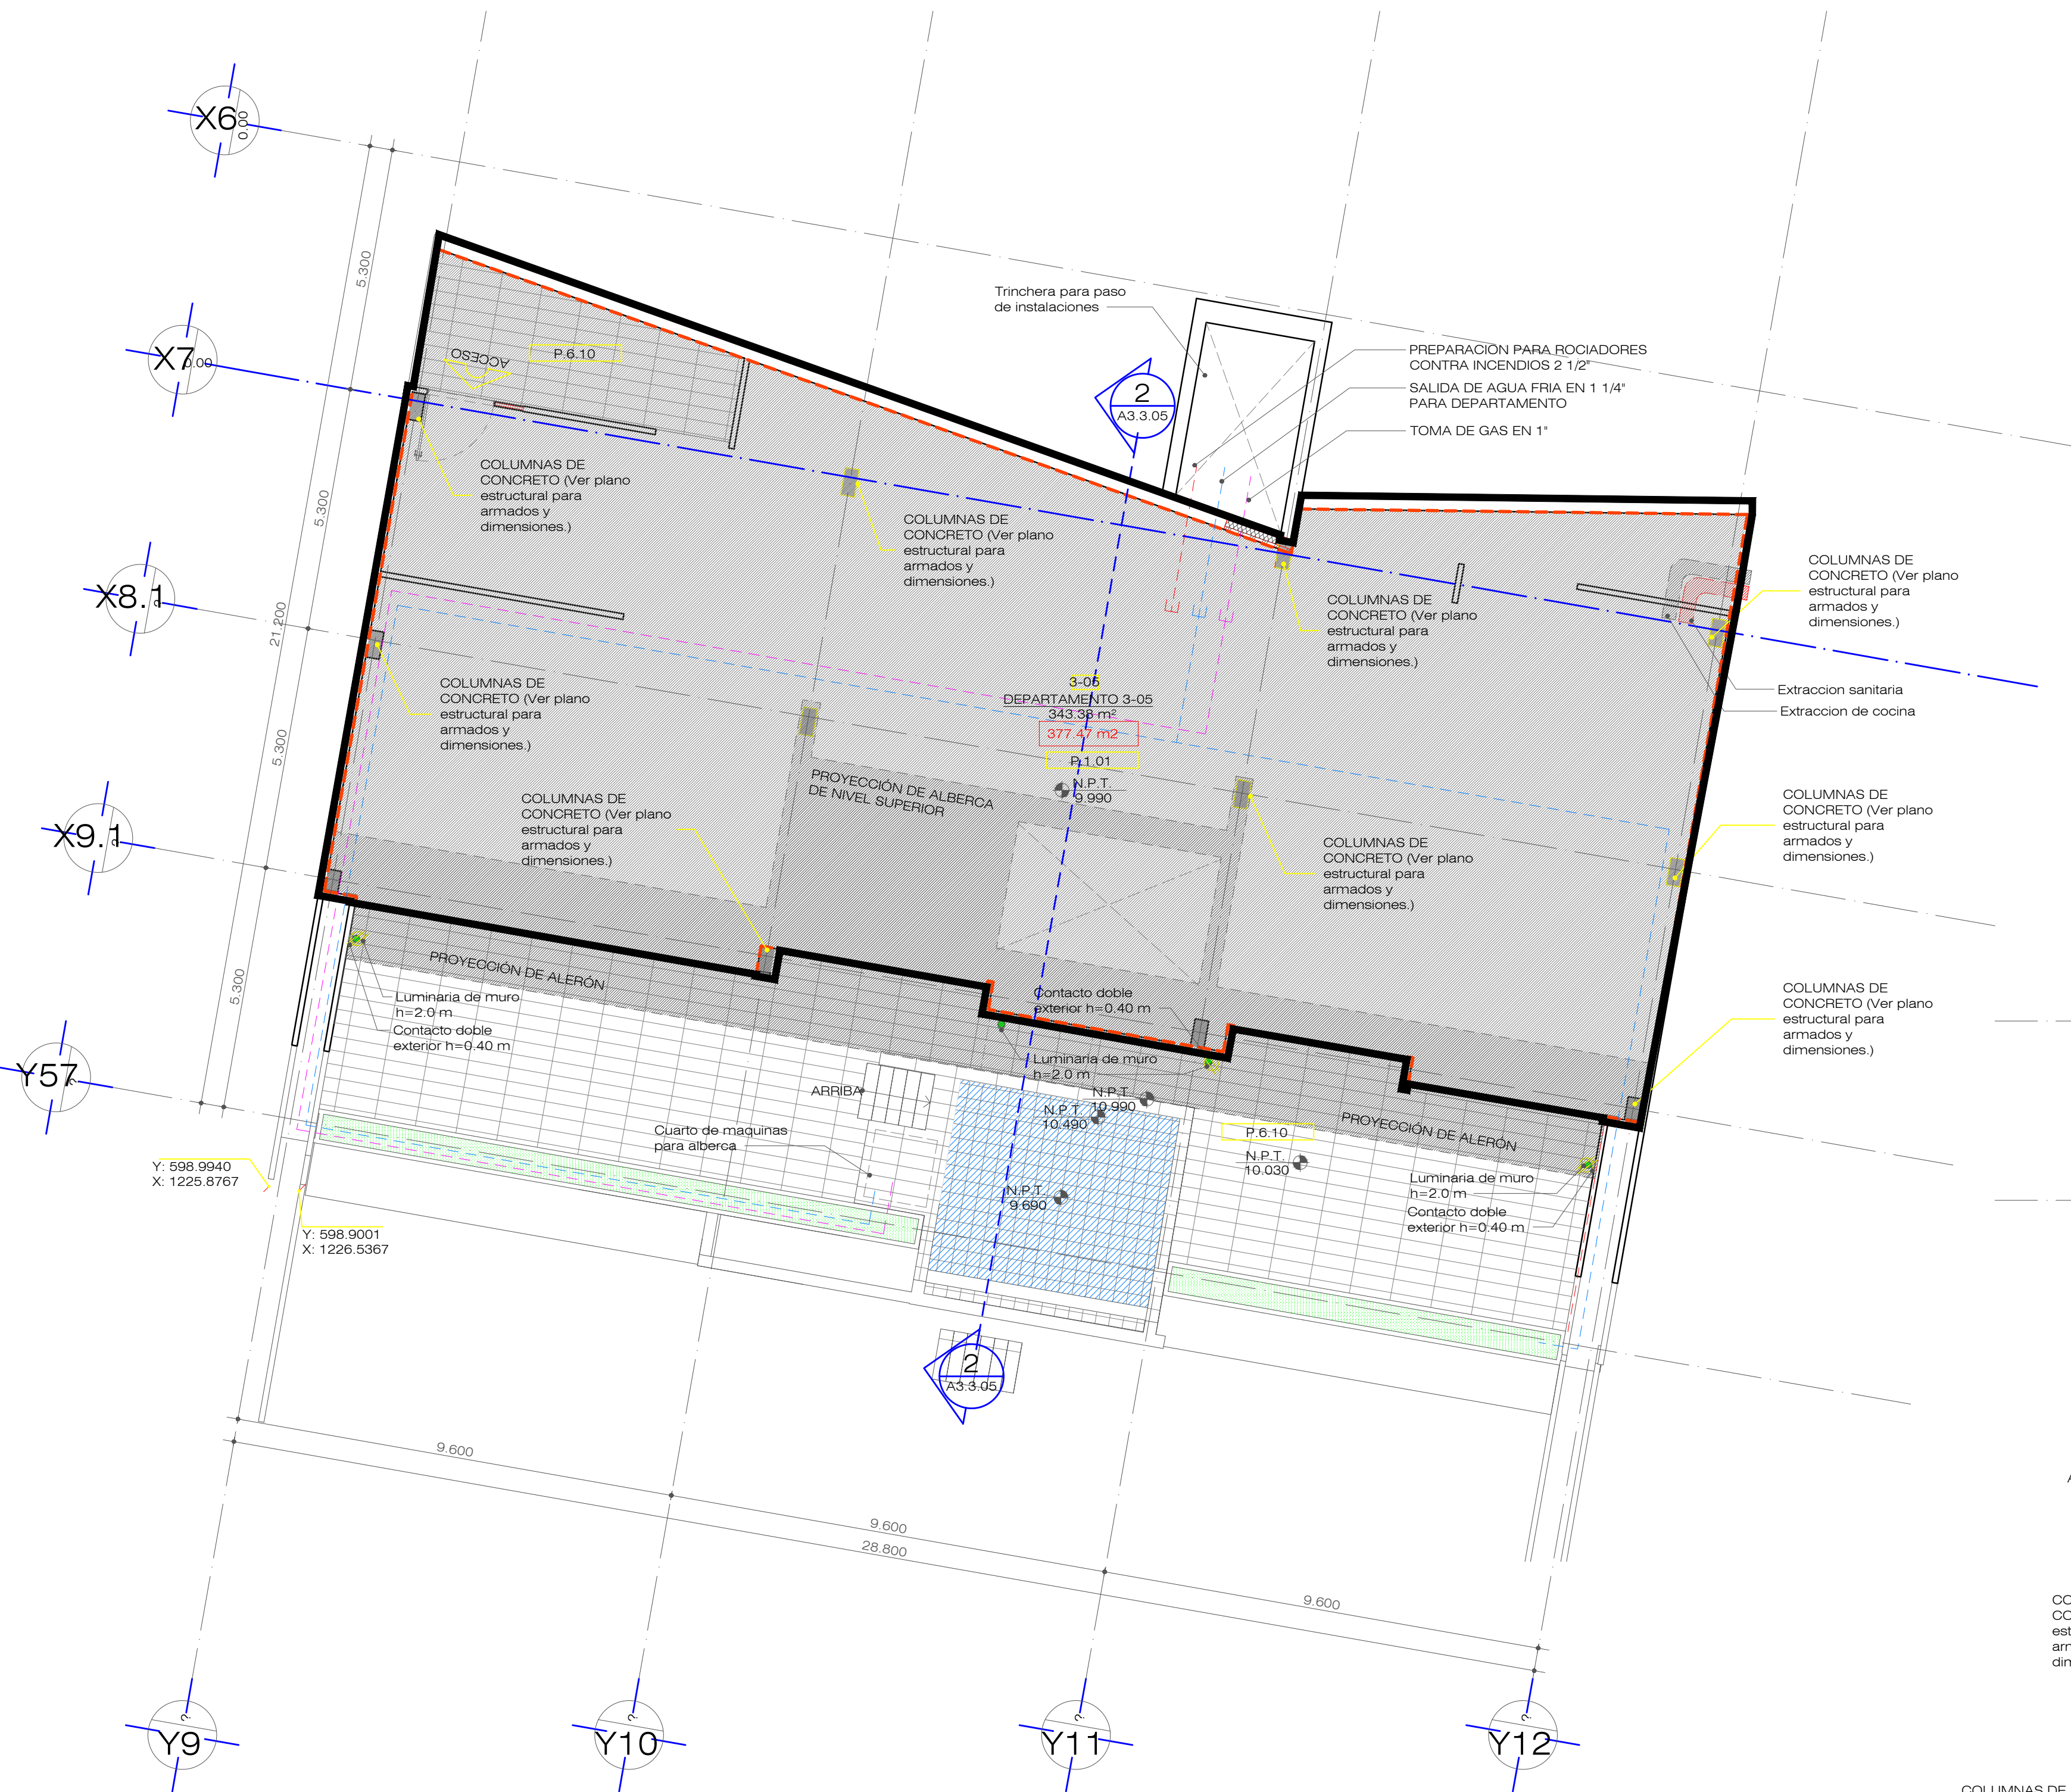 X6
0.00
X7
0.00
X8.1
X9.1
Y57
5.300
5.300
21.200
5.300
5.300
ACCESO
P.6.10
Trinchera para paso
de instalaciones
2
A3.3.05
PREPARACIÓN PARA ROCIADORES
CONTRA INCENDIOS 2 1/2"
SALIDA DE AGUA FRIA EN 1 1/4"
PARA DEPARTAMENTO
TOMA DE GAS EN 1"
COLUMNAS DE
CONCRETO (Ver plano
estructural para
armados y
dimensiones.)
COLUMNAS DE
CONCRETO (Ver plano
estructural para
armados y
dimensiones.)
COLUMNAS DE
CONCRETO (Ver plano
estructural para
armados y
dimensiones.)
COLUMNAS DE
CONCRETO (Ver plano
estructural para
armados y
dimensiones.)
Extraccion sanitaria
Extraccion de cocina
COLUMNAS DE
CONCRETO (Ver plano
estructural para
armados y
dimensiones.)
3-05
DEPARTAMENTO 3-05
343.38 m²
377.47 m2
P.1.01
N.P.T.
9.990
PROYECCIÓN DE ALBERCA
DE NIVEL SUPERIOR
COLUMNAS DE
CONCRETO (Ver plano
estructural para
armados y
dimensiones.)
COLUMNAS DE
CONCRETO (Ver plano
estructural para
armados y
dimensiones.)
COLUMNAS DE
CONCRETO (Ver plano
estructural para
armados y
dimensiones.)
COLUMNAS DE
CONCRETO (Ver plano
estructural para
armados y
dimensiones.)
PROYECCIÓN DE ALERÓN
Luminaria de muro
h=2.0 m
Contacto doble
exterior h=0.40 m
Contacto doble
exterior h=0.40 m
Luminaria de muro
h=2.0 m
ARRIBA
N.P.T.
10.990
N.P.T.
10.490
Cuarto de maquinas
para alberca
P.6.10
PROYECCIÓN DE ALERÓN
N.P.T.
10.030
N.P.T.
9.690
Luminaria de muro
h=2.0 m
Contacto doble
exterior h=0.40 m
Y: 598.9940
X: 1225.8767
Y: 598.9001
X: 1226.5367
2
A3.3.05
9.600
9.600
28.800
9.600
Y9
?
Y10
?
Y11
?
Y12
?
COLUMNAS DE